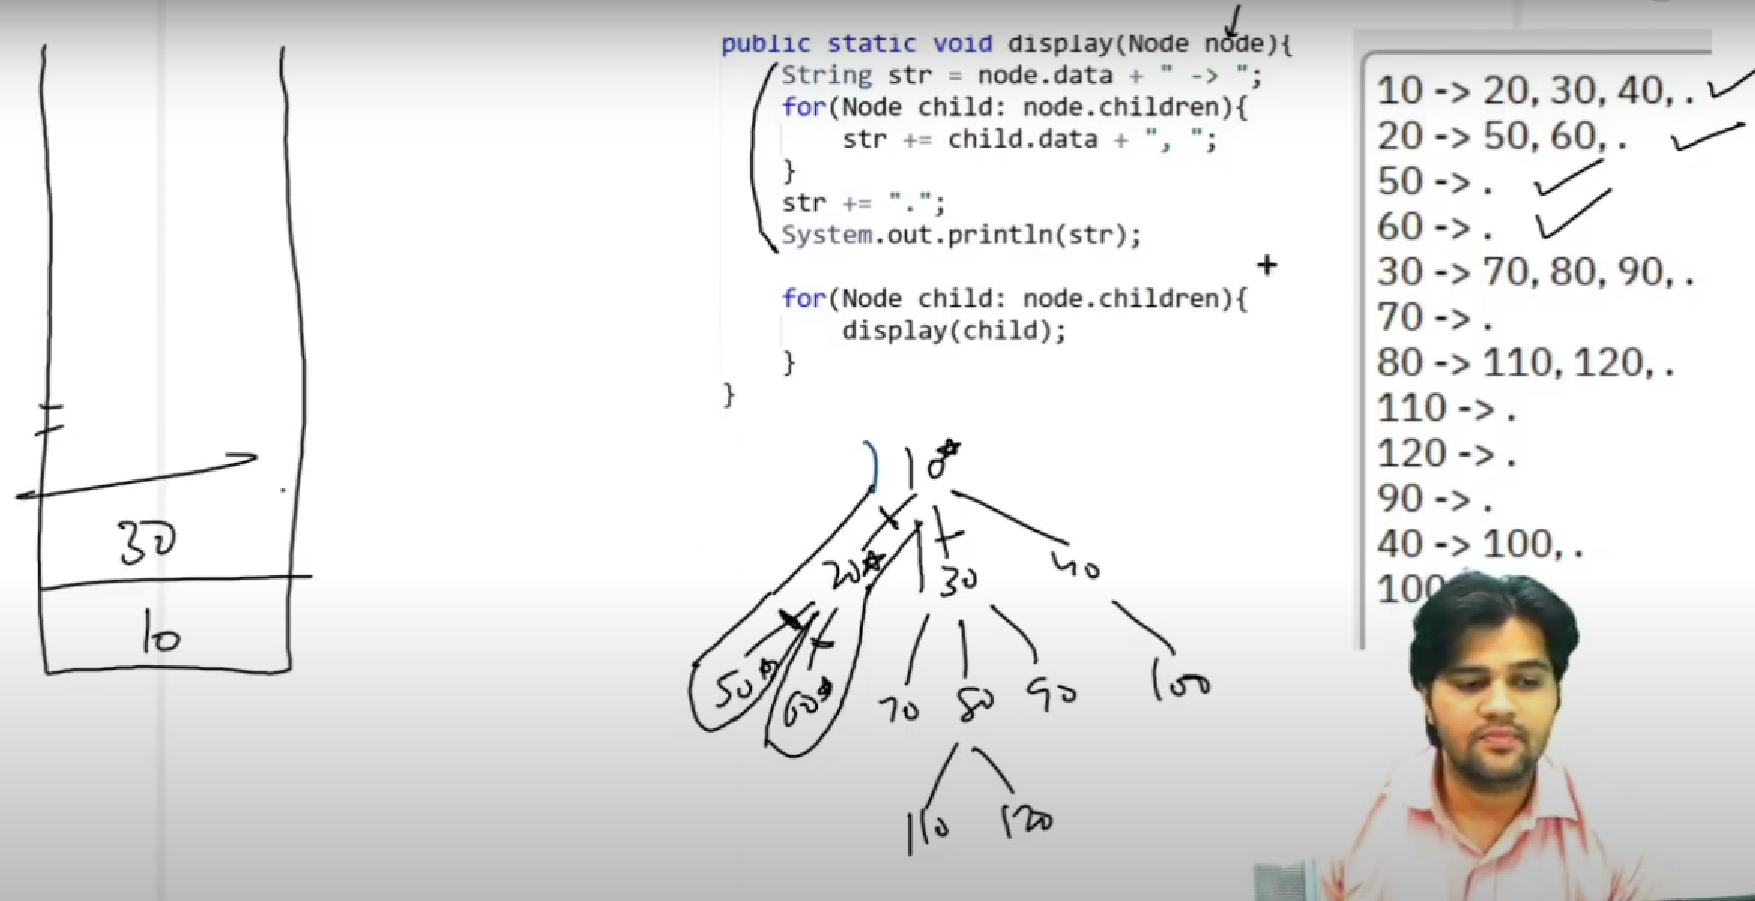 public static void display(Node node){
String str = node.data + " -> ";
for(Node child: node.children){
str += child.data + ", ";
}
str += ".";
System.out.println(str);
for(Node child: node.children){
display(child);
}
}
10 -> 20, 30, 40, .
20 -> 50, 60, .
50 -> .
60 -> .
30 -> 70, 80, 90, .
70 -> .
80 -> 110, 120, .
110 -> .
120 -> .
90 -> .
40 -> 100, .
100
30
10
10
20 30 40
50 60 70 80 90 100
110 120